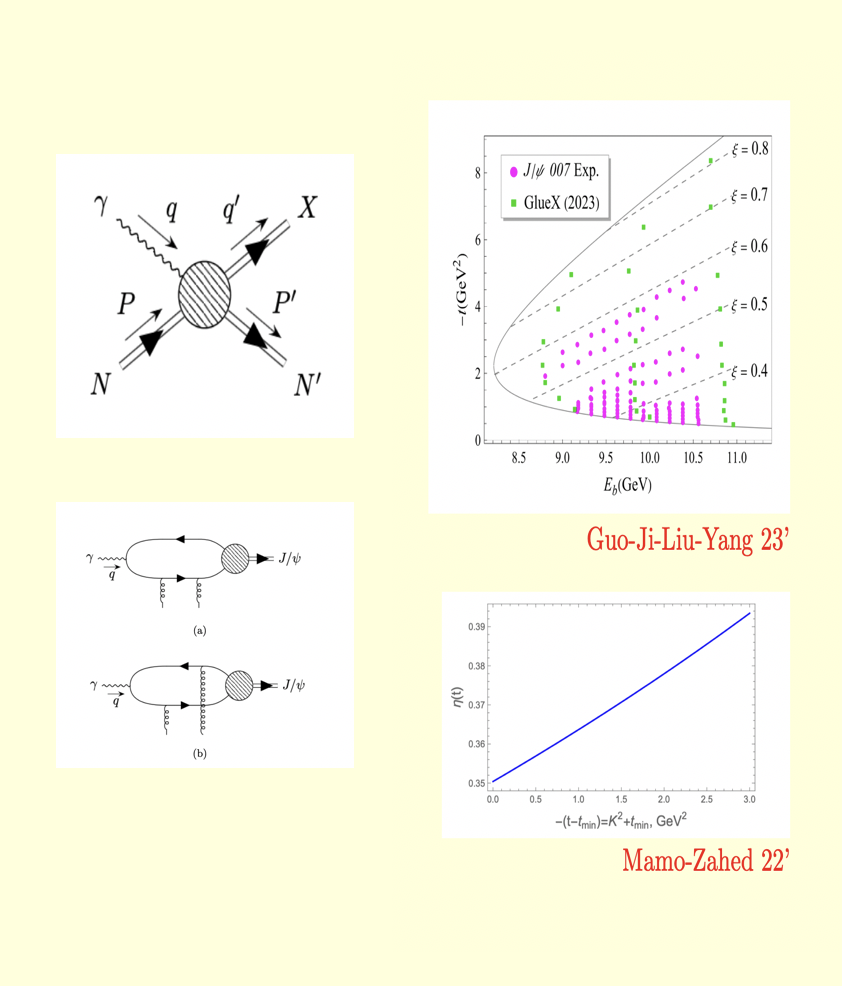 γ q q′ X
P P′
N N′
γ q J/ψ
(a)
γ q J/ψ
(b)
J/ψ 007 Exp.
GlueX (2023)
ξ = 0.8
ξ = 0.7
ξ = 0.6
ξ = 0.5
ξ = 0.4
−t(GeV²)
8
6
4
2
0
8.5 9.0 9.5 10.0 10.5 11.0
E_b(GeV)
Guo-Ji-Liu-Yang 23’
η(t)
0.39
0.38
0.37
0.36
0.35
0.0 0.5 1.0 1.5 2.0 2.5 3.0
−(t−t_min)=K²+t_min, GeV²
Mamo-Zahed 22’